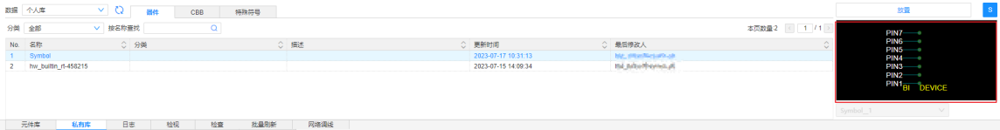 数据 个人库 器件 CBB 特殊符号 放置 S
分类 全部 按名称查找 本页数量 2 1 / 1
No. 名称 分类 描述 更新时间 最后修改人
1 Symbol 2023-07-17 10:31:13
2 hw_builtin_rt-458215 2023-07-15 14:09:34
PIN7
PIN6
PIN5
PIN4
PIN3
PIN2
PIN1
BI DEVICE
Symbol_1
元件库 私有库 日志 检视 检查 批量刷新 网络调线